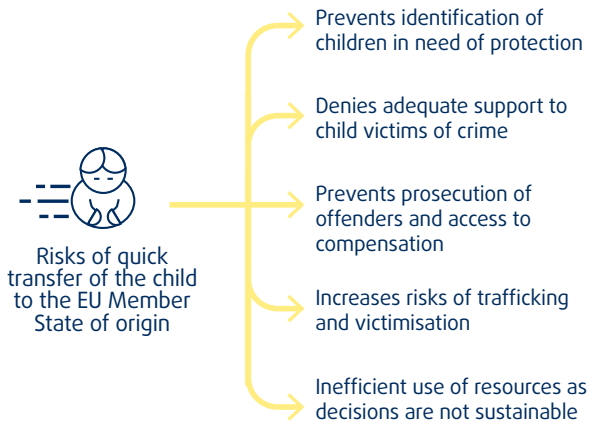 Risks of quick
transfer of the child
to the EU Member
State of origin
Prevents identification of
children in need of protection
Denies adequate support to
child victims of crime
Prevents prosecution of
offenders and access to
compensation
Increases risks of trafficking
and victimisation
Inefficient use of resources as
decisions are not sustainable